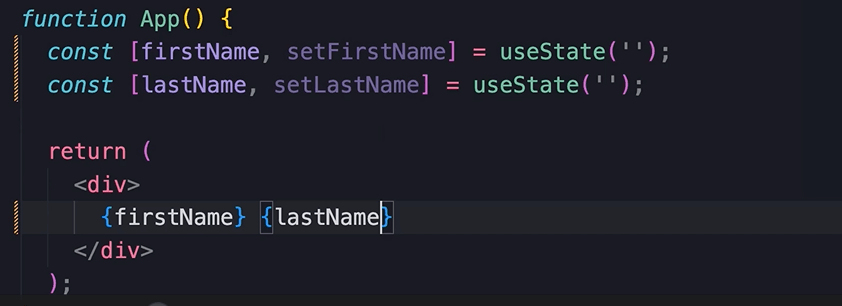 function App() {
const [firstName, setFirstName] = useState('');
const [lastName, setLastName] = useState('');
return (
<div>
{firstName} {lastName}
</div>
);